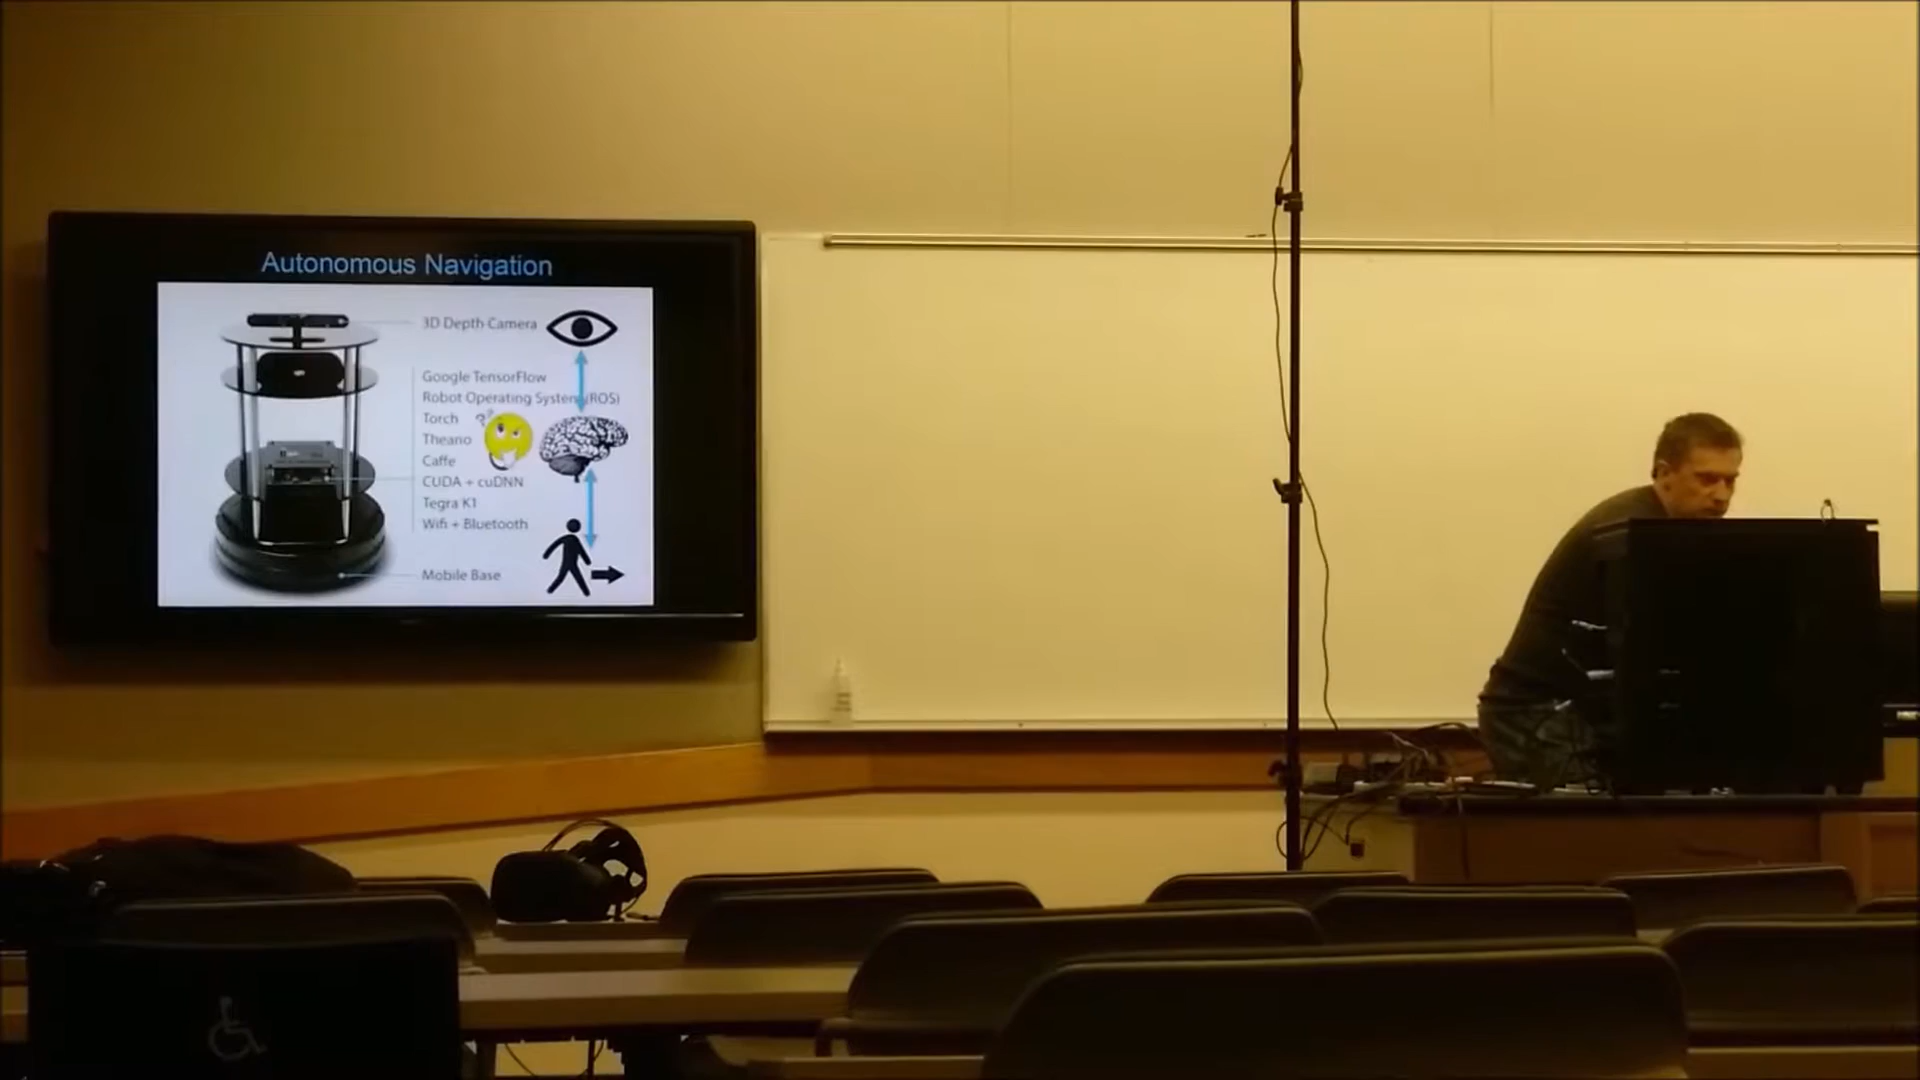 Autonomous Navigation
3D Depth Camera
Google TensorFlow
Robot Operating System (ROS)
Torch
Theano
Caffe
CUDA + cuDNN
Tegra K1
Wifi + Bluetooth
Mobile Base